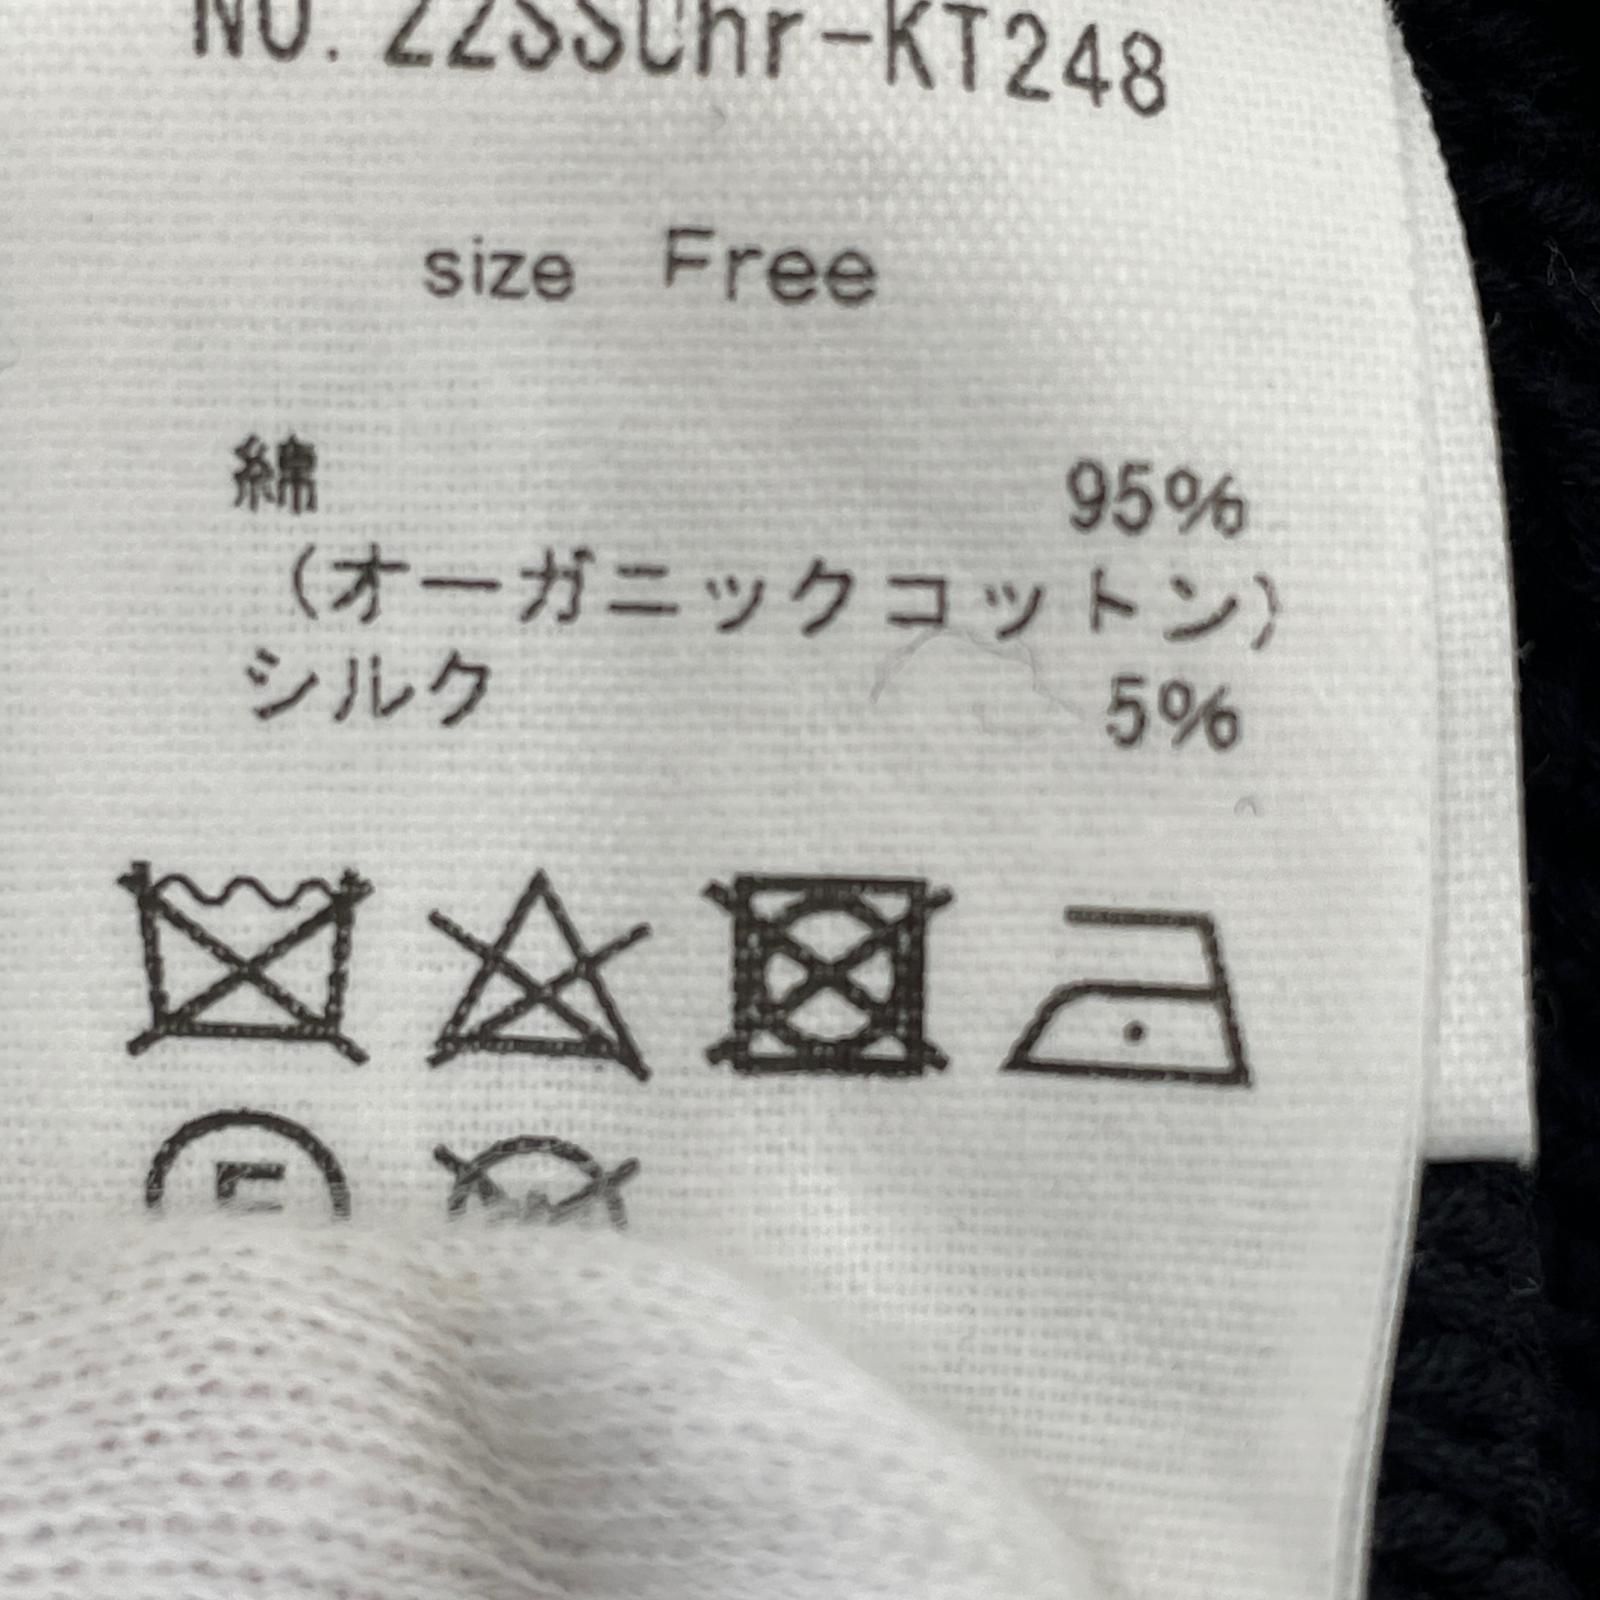 NO. 22SSChr-KT248
size Free
綿 95%
(オーガニックコットン)
シルク 5%